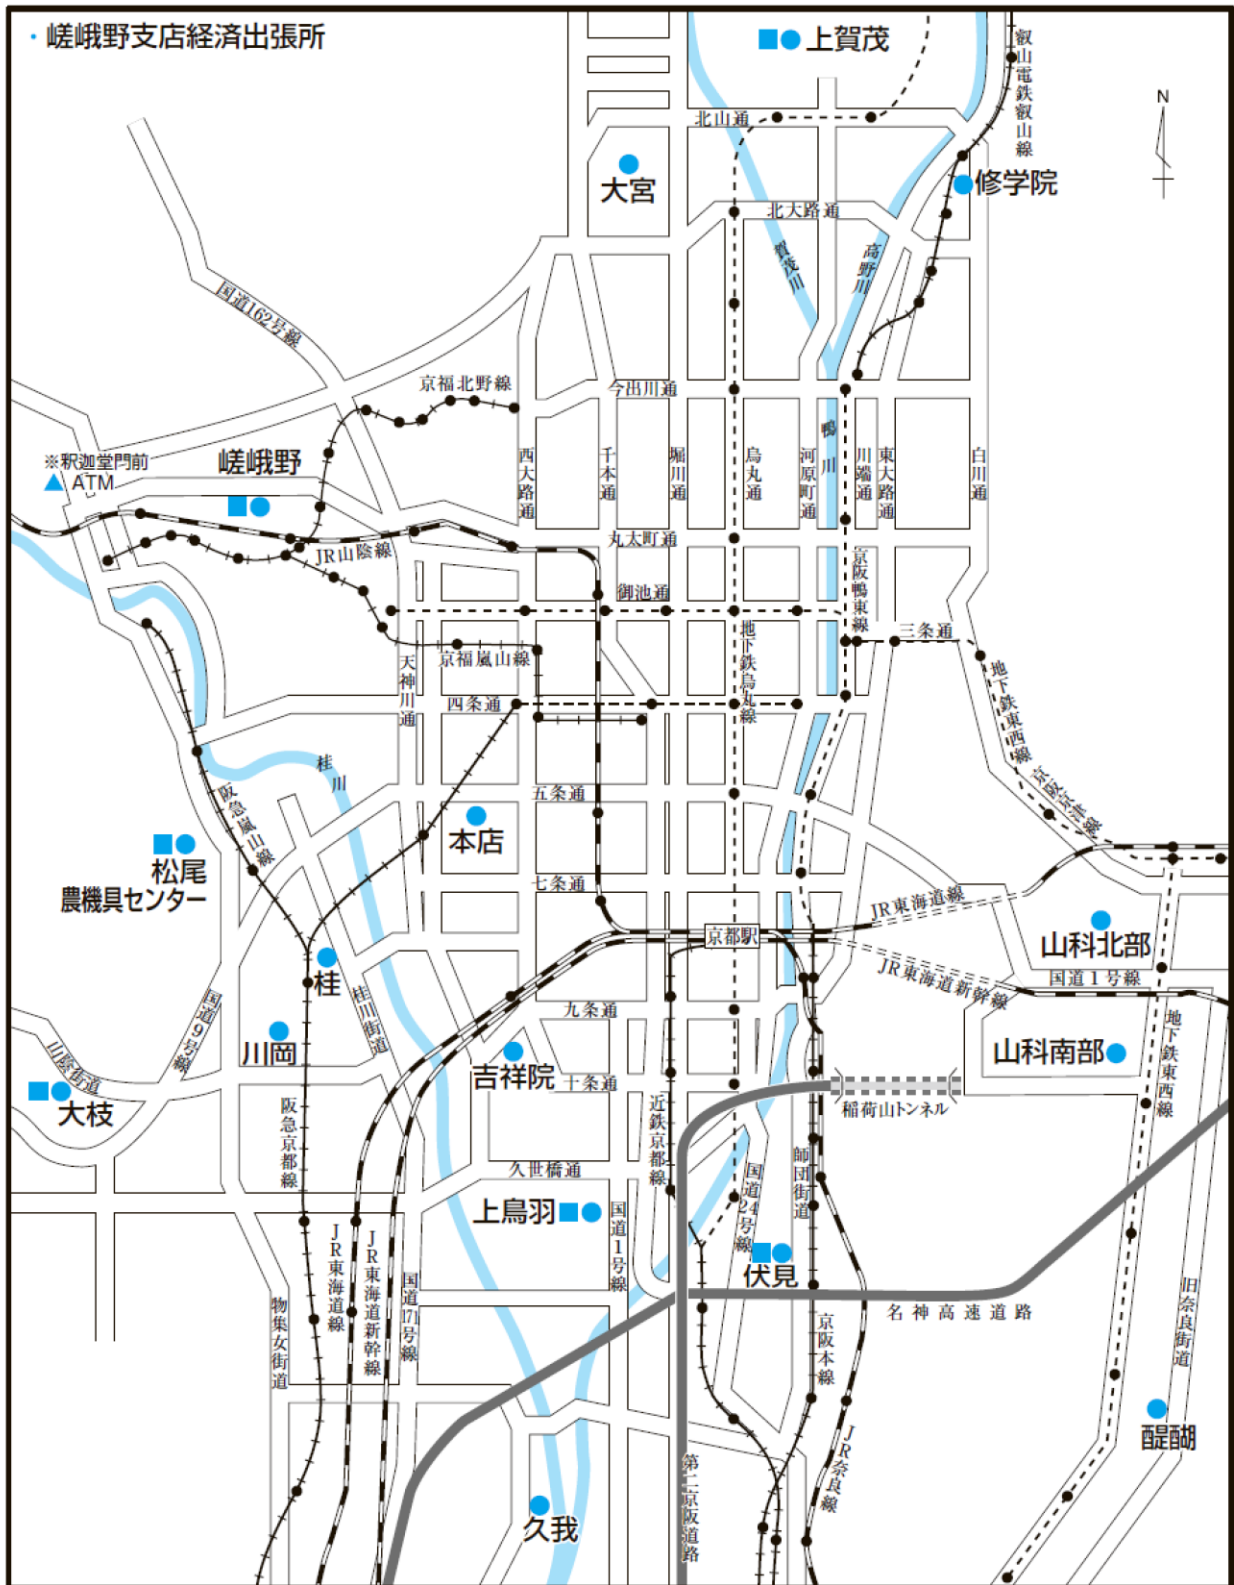 ・嵯峨野支店経済出張所
上賀茂
叡山電鉄叡山線
N
北山通
大宮
修学院
北大路通
賀茂川
高野川
国道162号線
京福北野線
今出川通
※釈迦堂門前
ATM
嵯峨野
西大路通
千本通
堀川通
烏丸通
河原町通
鴨川
川端通
東大路通
白川通
JR山陰線
丸太町通
御池通
京阪鴨東線
三条通
地下鉄烏丸線
京福嵐山線
天神川通
四条通
地下鉄東西線
京阪京津線
桂川
阪急嵐山線
五条通
本店
松尾
農機具センター
七条通
JR東海道線
京都駅
山科北部
桂
国道1号線
JR東海道新幹線
国道9号線
桂川街道
九条通
川岡
吉祥院
山科南部
山陰街道
大枝
十条通
稲荷山トンネル
地下鉄東西線
阪急京都線
近鉄京都線
久世橋通
国道24号線
師団街道
上鳥羽
国道1号線
伏見
JR東海道線
JR東海道新幹線
国道171号線
物集女街道
名神高速道路
京阪本線
旧奈良街道
醍醐
JR奈良線
第二京阪道路
久我